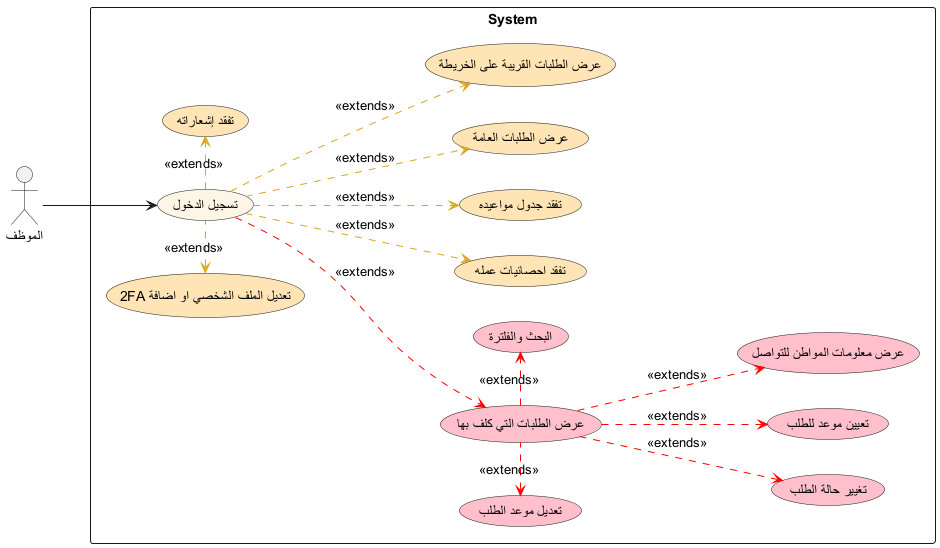 System
عرض الطلبات القريبة على الخريطة
«extends»
تفقد إشعاراته
عرض الطلبات العامة
«extends»
«extends»
الموظف
تسجيل الدخول
«extends»
تفقد جدول مواعيده
«extends»
«extends»
تفقد احصائيات عمله
«extends»
تعديل الملف الشخصي او اضافة 2FA
البحث والفلترة
عرض معلومات المواطن للتواصل
«extends»
«extends»
عرض الطلبات التي كلف بها
«extends»
تعيين موعد للطلب
«extends»
«extends»
تغيير حالة الطلب
تعديل موعد الطلب